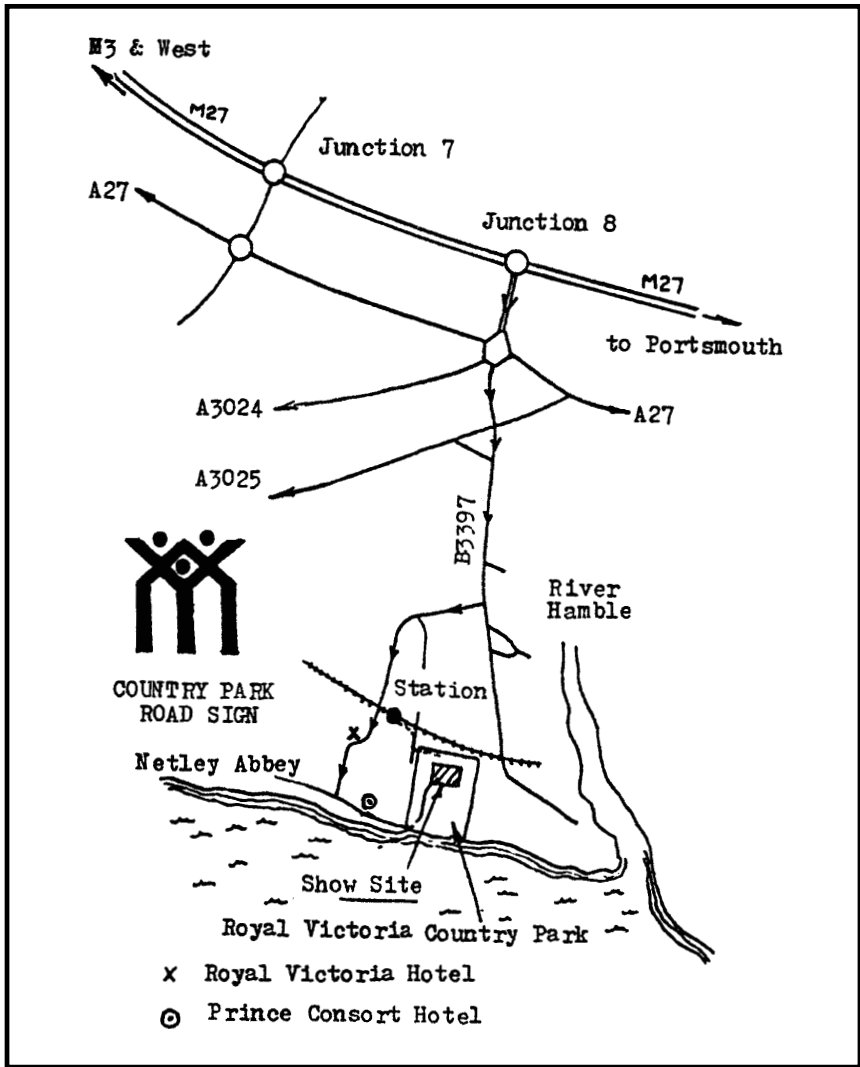 M3 & West
M27
Junction 7
A27
Junction 8
M27
to Portsmouth
A3024
A27
A3025
B3397
River
Hamble
COUNTRY PARK
ROAD SIGN
Station
Netley Abbey
Show Site
Royal Victoria Country Park
x Royal Victoria Hotel
Prince Consort Hotel